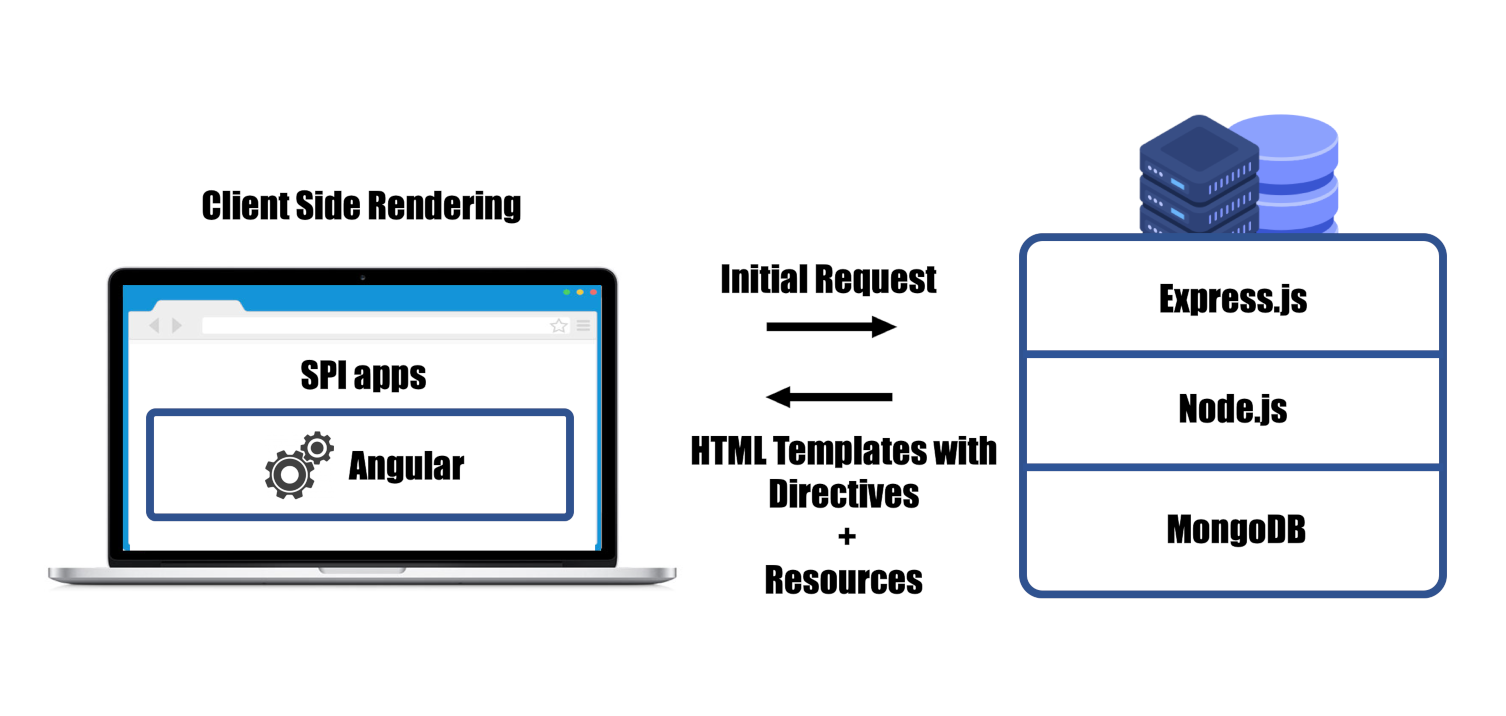 Client Side Rendering
SPI apps
Angular
Initial Request
HTML Templates with
Directives
+
Resources
Express.js
Node.js
MongoDB